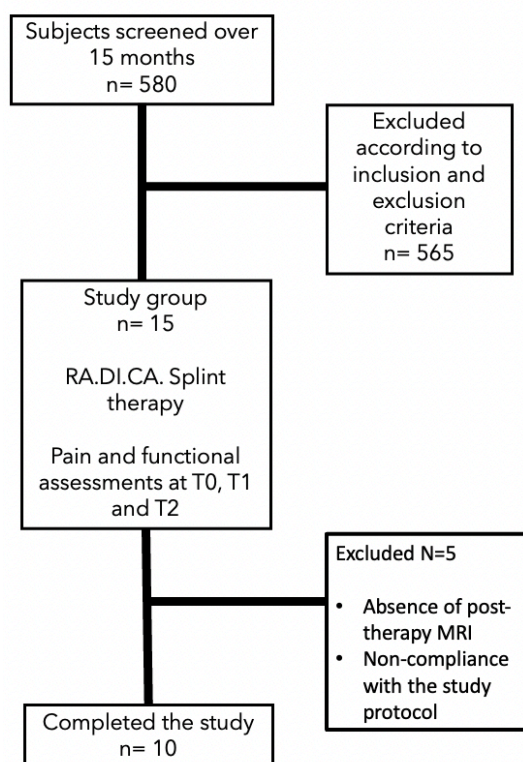 Subjects screened over
15 months
n= 580
Excluded
according to
inclusion and
exclusion
criteria
n= 565
Study group
n= 15
RA.DI.CA. Splint
therapy
Pain and functional
assessments at T0, T1
and T2
Excluded N=5
• Absence of post-
therapy MRI
• Non-compliance
with the study
protocol
Completed the study
n= 10